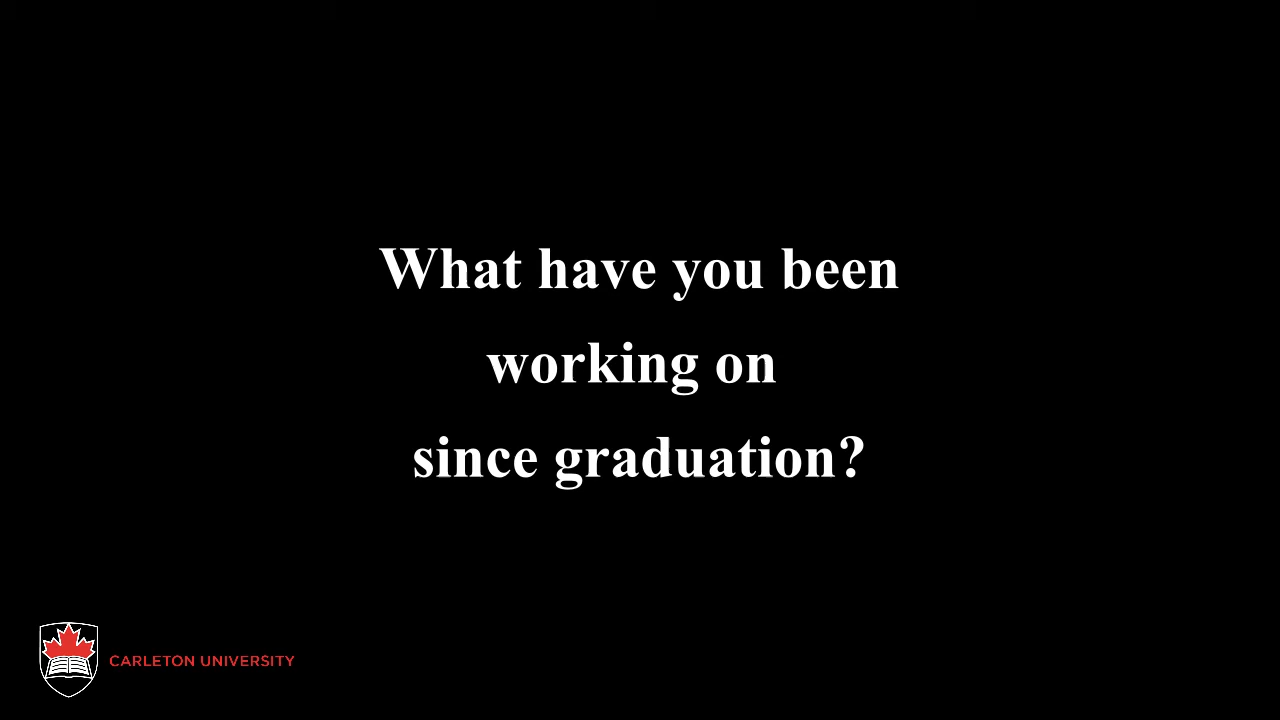 What have you been
working on
since graduation?
CARLETON UNIVERSITY